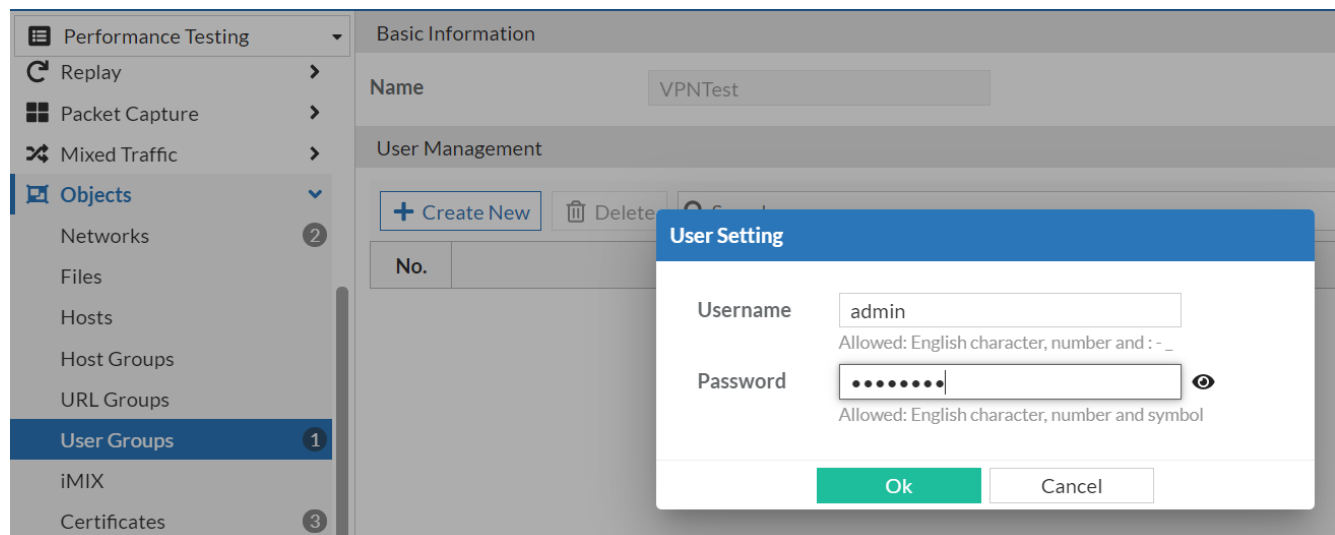 Performance Testing
Replay
Packet Capture
Mixed Traffic
Objects
Networks 2
Files
Hosts
Host Groups
URL Groups
User Groups 1
iMIX
Certificates 3
Basic Information
Name VPNTest
User Management
Create New Delete
No.
User Setting
Username admin
Allowed: English character, number and : - _
Password ••••••••
Allowed: English character, number and symbol
Ok Cancel